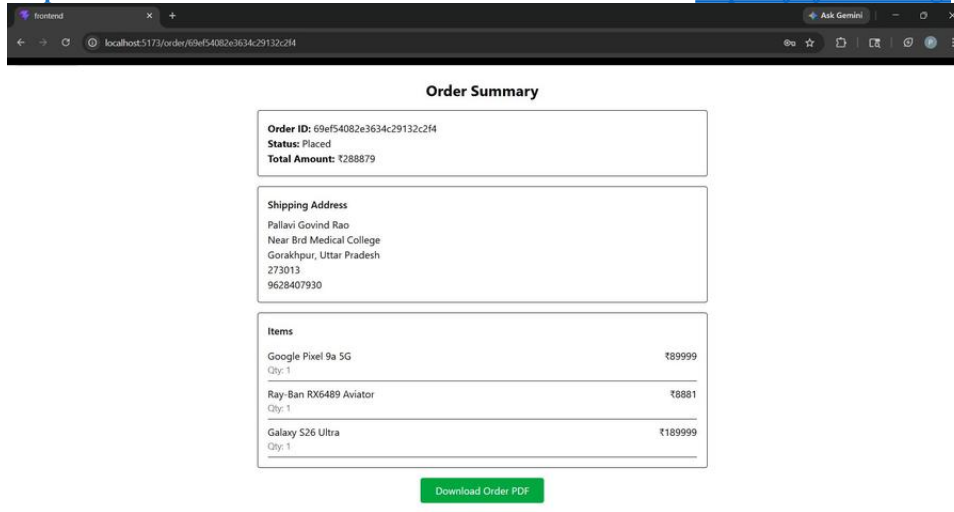 frontend
Ask Gemini
localhost:5173/order/69ef54082e3634c29132c2f4
Order Summary
Order ID: 69ef54082e3634c29132c2f4
Status: Placed
Total Amount: ₹288879
Shipping Address
Pallavi Govind Rao
Near Brd Medical College
Gorakhpur, Uttar Pradesh
273013
9628407930
Items
Google Pixel 9a 5G ₹89999
Qty: 1
Ray-Ban RX6489 Aviator ₹8881
Qty: 1
Galaxy S26 Ultra ₹189999
Qty: 1
Download Order PDF